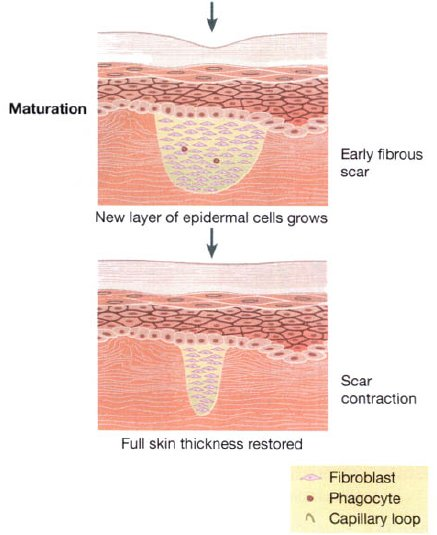 Maturation
Early fibrous
scar
New layer of epidermal cells grows
Scar
contraction
Full skin thickness restored
Fibroblast
Phagocyte
Capillary loop